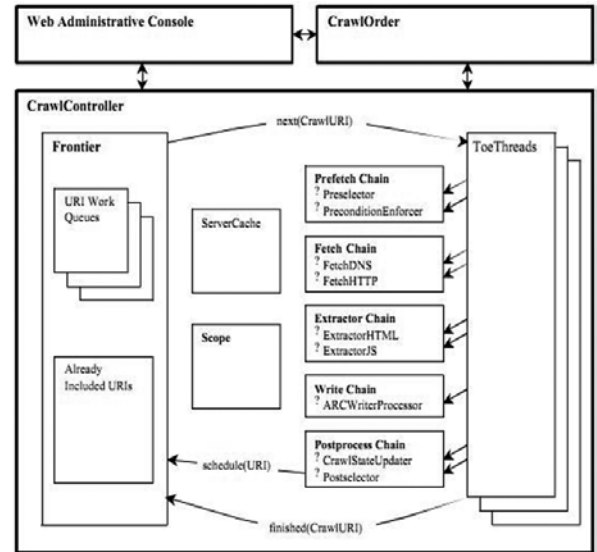 Web Administrative Console
CrawlOrder
CrawlController
next(CrawlURI)
Frontier
ToeThreads
URI Work
Queues
ServerCache
Scope
Already
Included URIs
Prefetch Chain
? Preselector
? PreconditionEnforcer
Fetch Chain
? FetchDNS
? FetchHTTP
Extractor Chain
? ExtractorHTML
? ExtractorJS
Write Chain
? ARCWriterProcessor
Postprocess Chain
? CrawlStateUpdater
? Postselector
schedule(URI)
finished(CrawlURI)